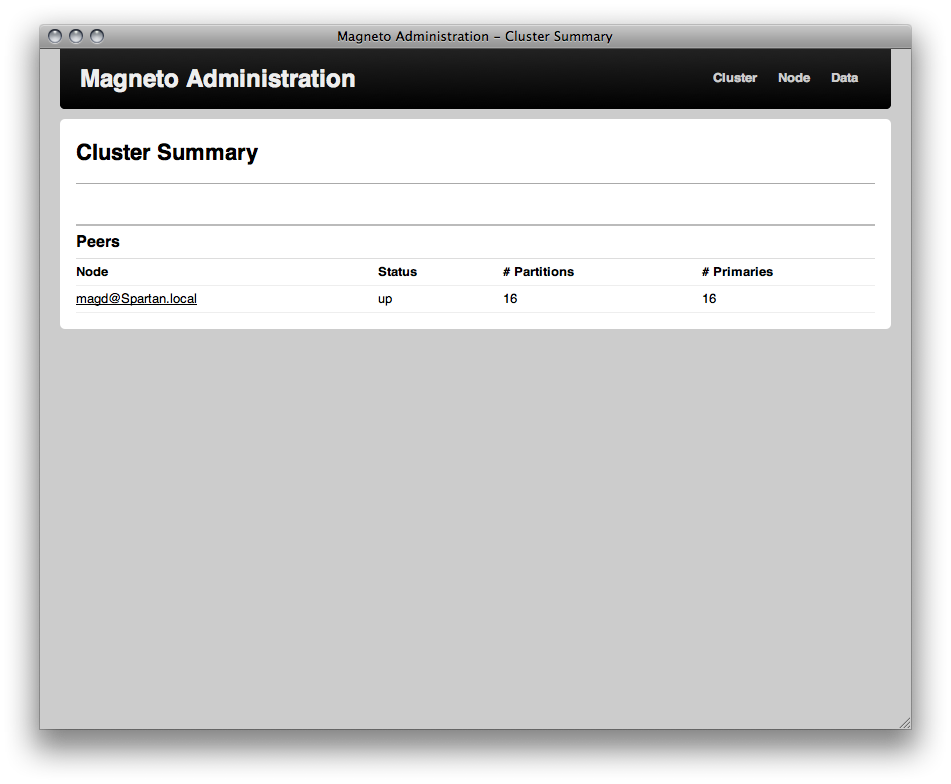 Magneto Administration – Cluster Summary
Magneto Administration Cluster Node Data
Cluster Summary
Peers
Node Status # Partitions # Primaries
magd@Spartan.local up 16 16